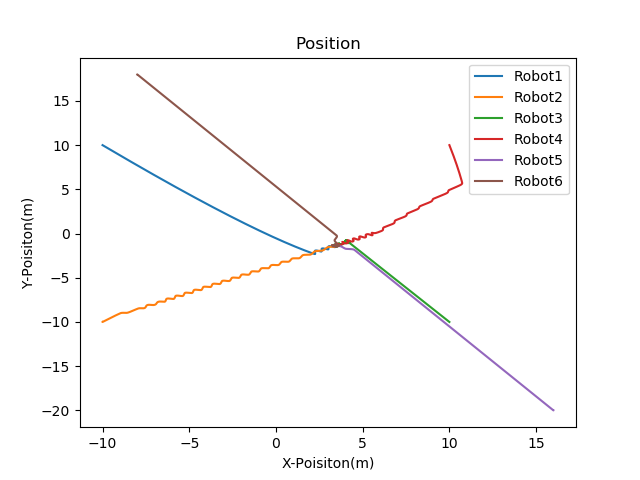 Position
Robot1
Robot2
Robot3
Robot4
Robot5
Robot6
15
10
5
0
−5
−10
−15
−20
Y-Poisiton(m)
−10 −5 0 5 10 15
X-Poisiton(m)